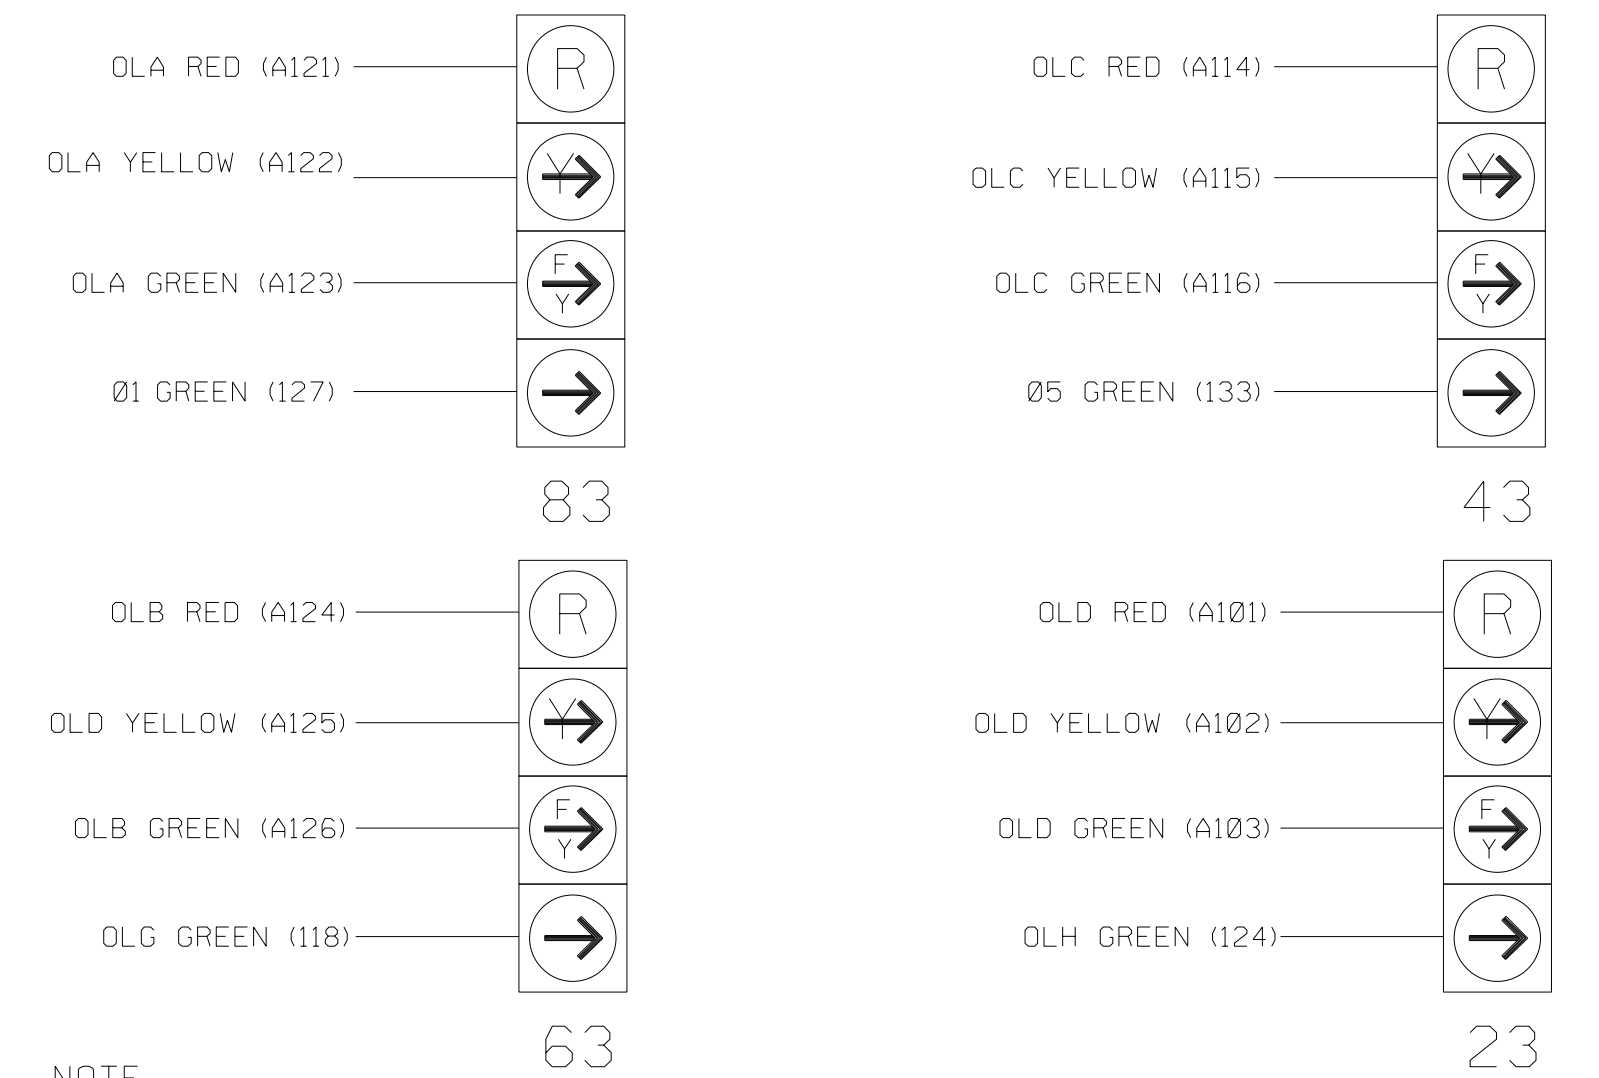 OLA RED (A121)
R
OLA YELLOW (A122)
Y
OLA GREEN (A123)
F
Y
Ø1 GREEN (127)
83
OLC RED (A114)
R
OLC YELLOW (A115)
Y
OLC GREEN (A116)
F
Y
Ø5 GREEN (133)
43
OLB RED (A124)
R
OLD YELLOW (A125)
Y
OLB GREEN (A126)
F
Y
OLG GREEN (118)
63
OLD RED (A1Ø1)
R
OLD YELLOW (A1Ø2)
Y
OLD GREEN (A1Ø3)
F
Y
OLH GREEN (124)
23
NOTE